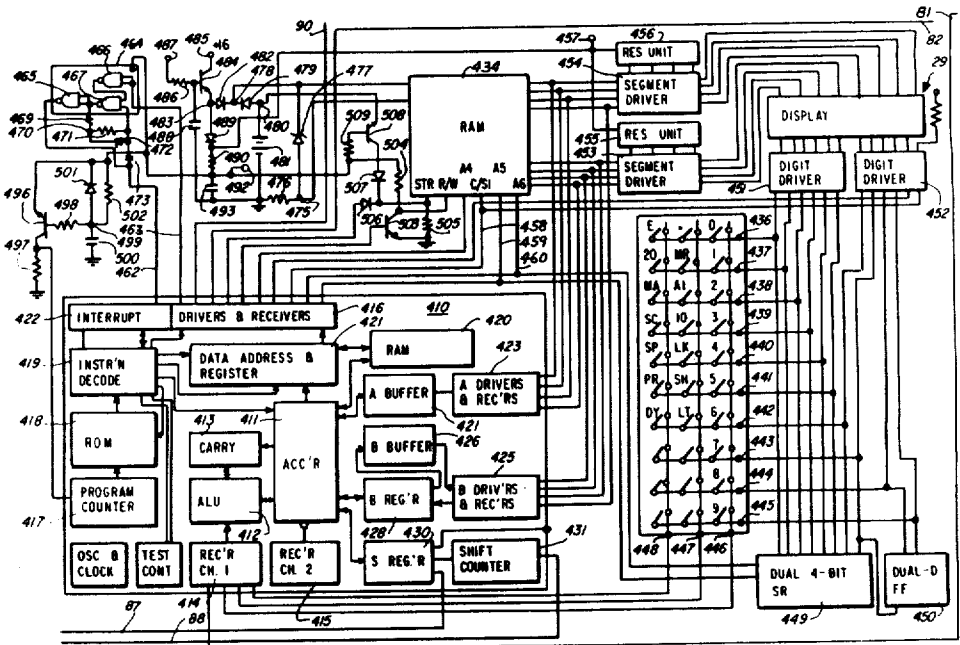 90
81
82
487
485
46
464
466
484
482
478
479
477
465
467
486
469
470
471
483
488
489
480
472
481
490
492
476
493
475
473
501
496
498
502
499
463
500
497
462
509
508
504
507
506
503
505
434
RAM
A4 A5
STR R/W C/SI A6
458
459
460
457
456
RES UNIT
454
SEGMENT DRIVER
RES UNIT
455
453
SEGMENT DRIVER
29
DISPLAY
451
DIGIT DRIVER
DIGIT DRIVER
452
422
INTERRUPT
DRIVERS & RECEIVERS
416
410
420
419
INSTR'N DECODE
421
DATA ADDRESS & REGISTER
RAM
423
418
ROM
413
CARRY
411
ACC'R
A BUFFER
421
A DRIVERS & REC'RS
426
B BUFFER
425
B DRIV'RS & REC'RS
PROGRAM COUNTER
417
ALU
412
B REG'R
428
430
431
OSC & CLOCK
TEST CONT
REC'R CH. 1
414
REC'R CH. 2
415
S REG'R
SHIFT COUNTER
87
88
E . 0 436
20 MR 1 437
MA A1 2 438
SC 10 3 439
SP LK 4 440
PR SN 5 441
DY LT 6 442
7 443
8 444
9 445
448 447 446
DUAL 4-BIT SR
449
DUAL-D FF
450